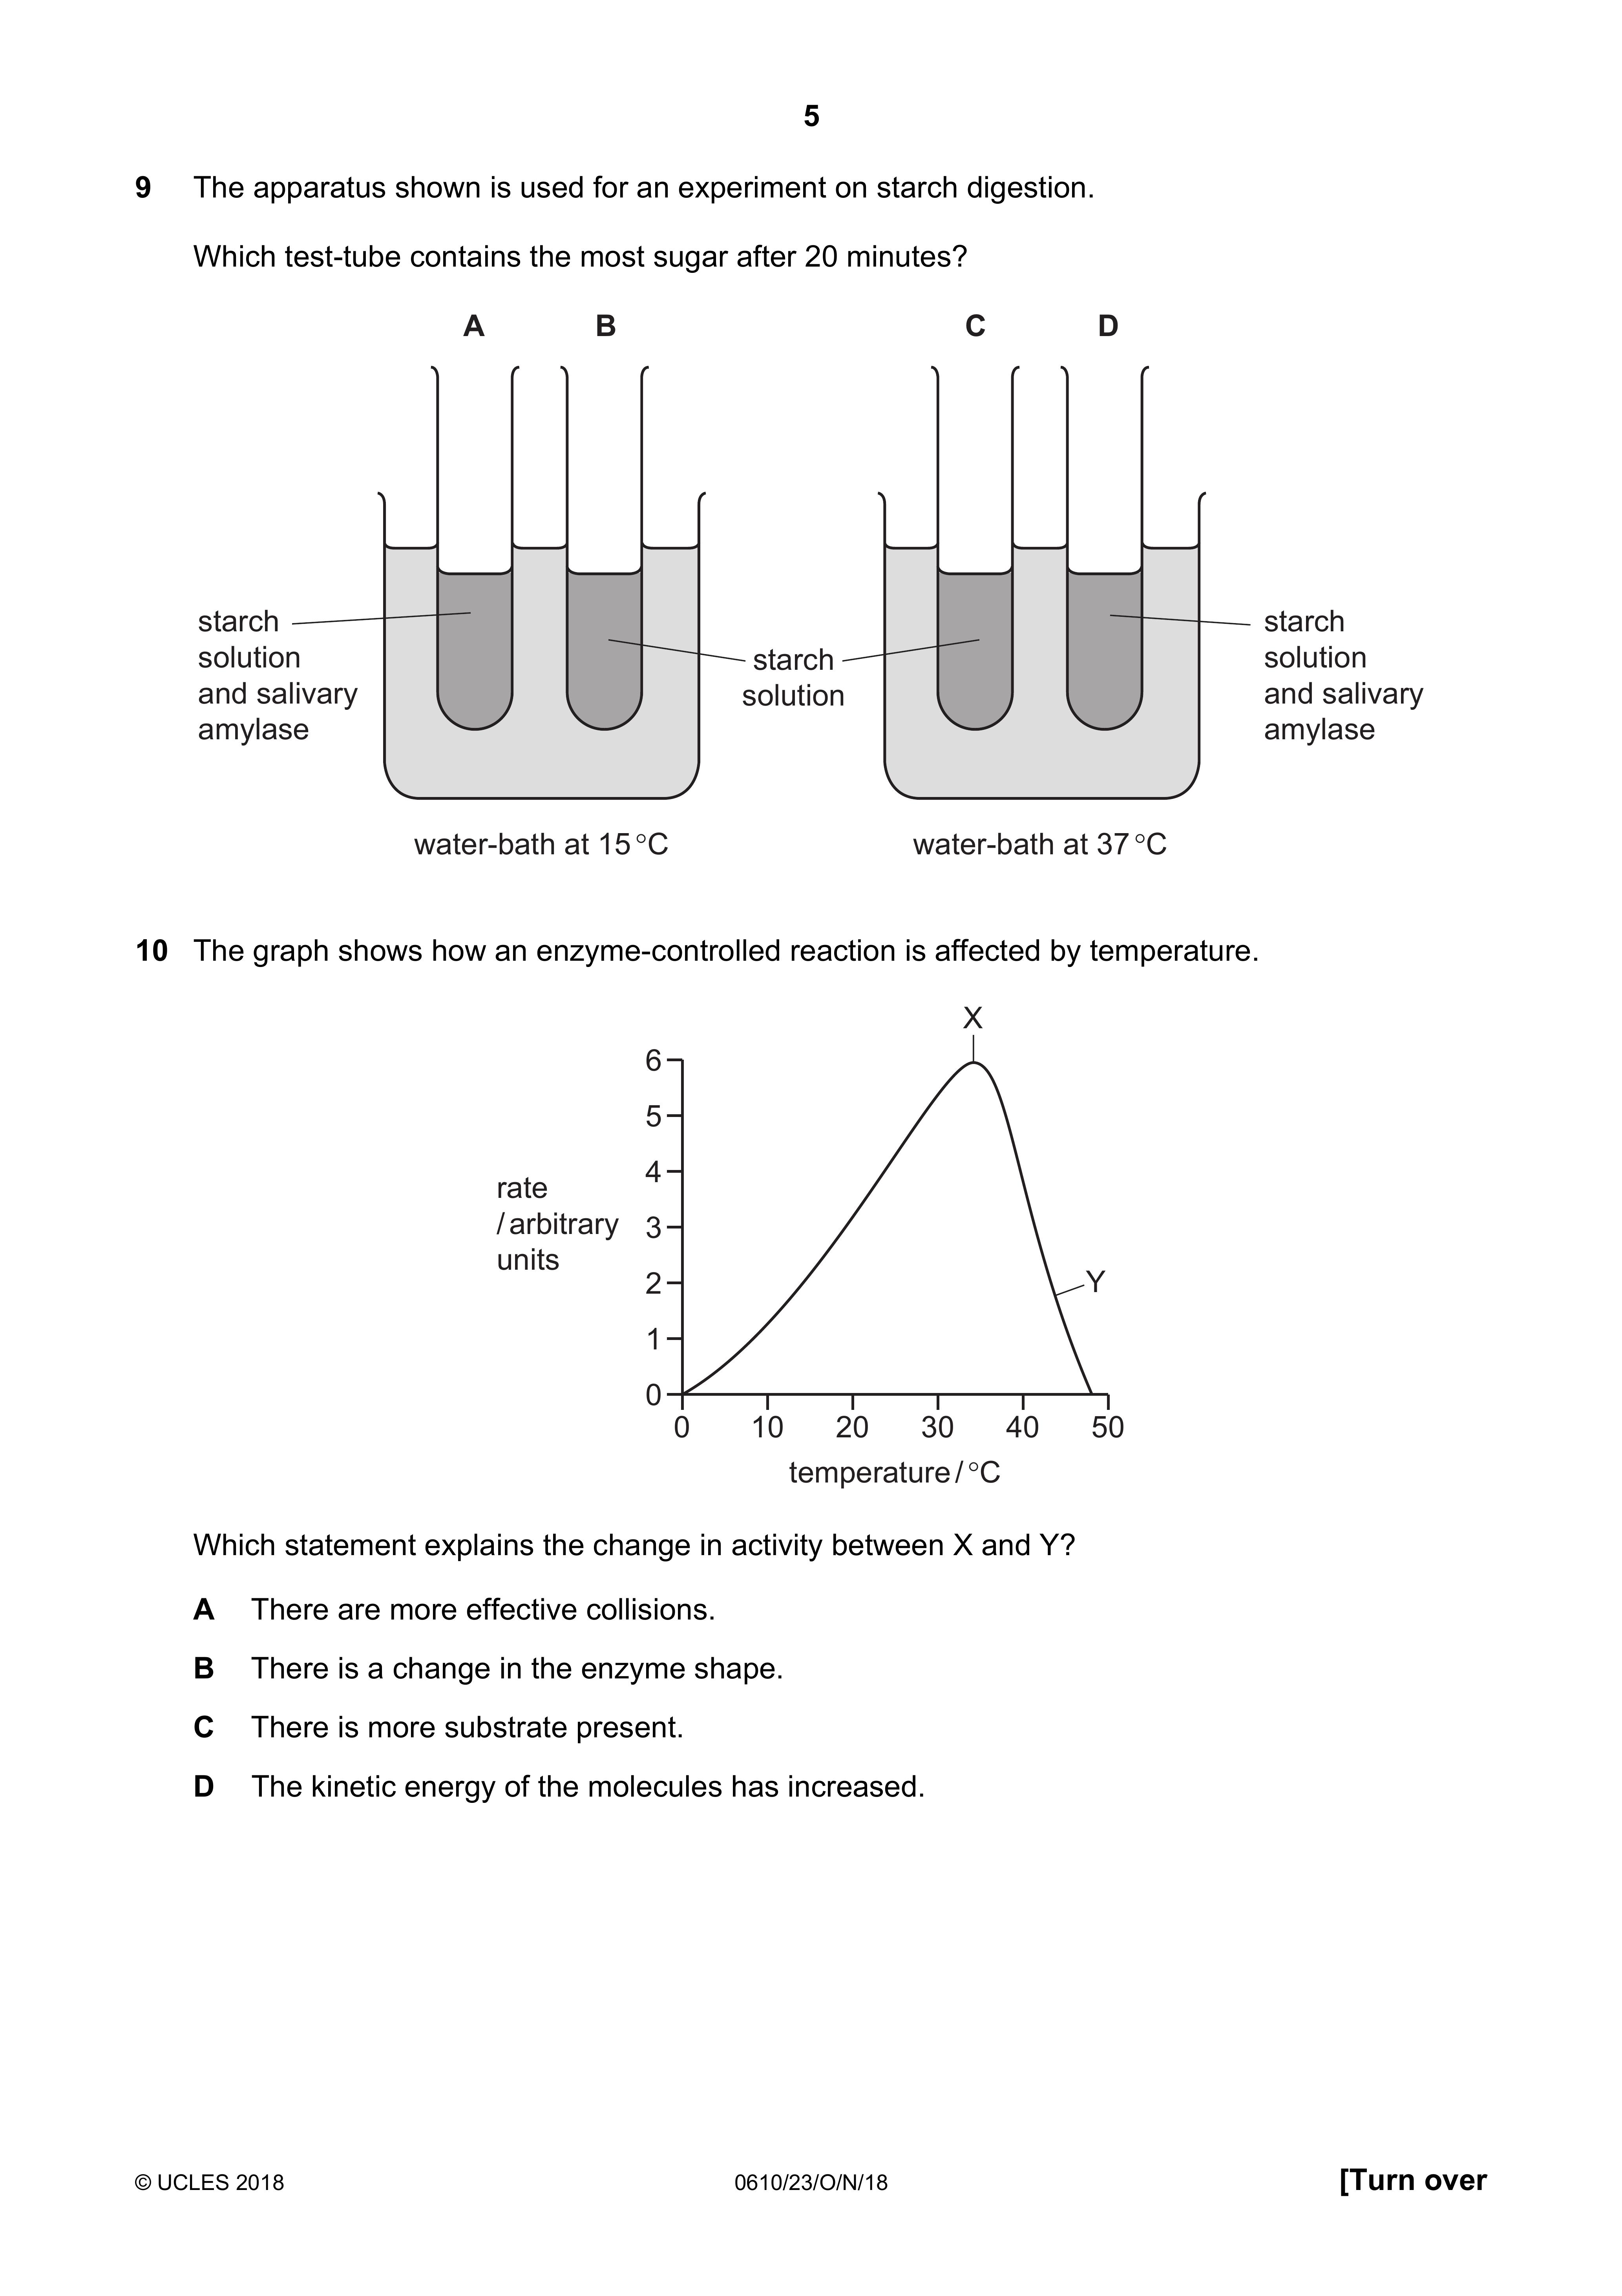 5
9 The apparatus shown is used for an experiment on starch digestion.
Which test-tube contains the most sugar after 20 minutes?
A B C D
starch
solution
and salivary
amylase
starch
solution
starch
solution
and salivary
amylase
water-bath at 15 °C
water-bath at 37 °C
10 The graph shows how an enzyme-controlled reaction is affected by temperature.
X
6
5
4
3
2
1
0
rate
/ arbitrary
units
Y
0 10 20 30 40 50
temperature / °C
Which statement explains the change in activity between X and Y?
A There are more effective collisions.
B There is a change in the enzyme shape.
C There is more substrate present.
D The kinetic energy of the molecules has increased.
© UCLES 2018 0610/23/O/N/18 [Turn over